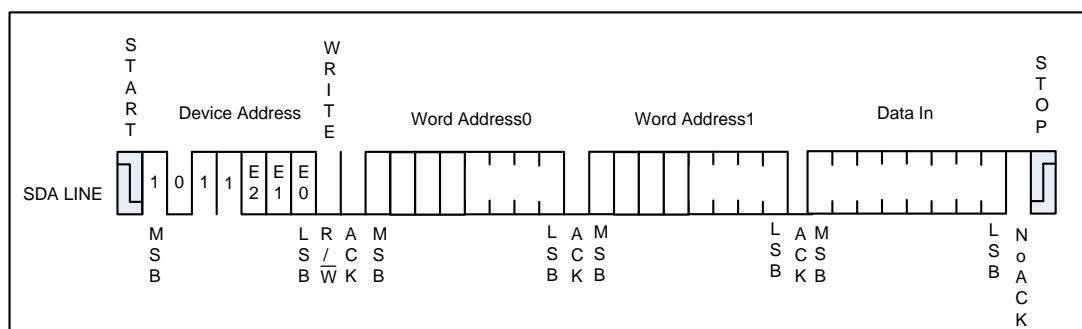 START
WRITE
STOP
Device Address
Word Address0
Word Address1
Data In
SDA LINE
1 0 1 1 E2 E1 E0
MSB
LSB
R/W
ACK
MSB
LSB
ACK
MSB
LSB
ACK
MSB
LSB
NoACK